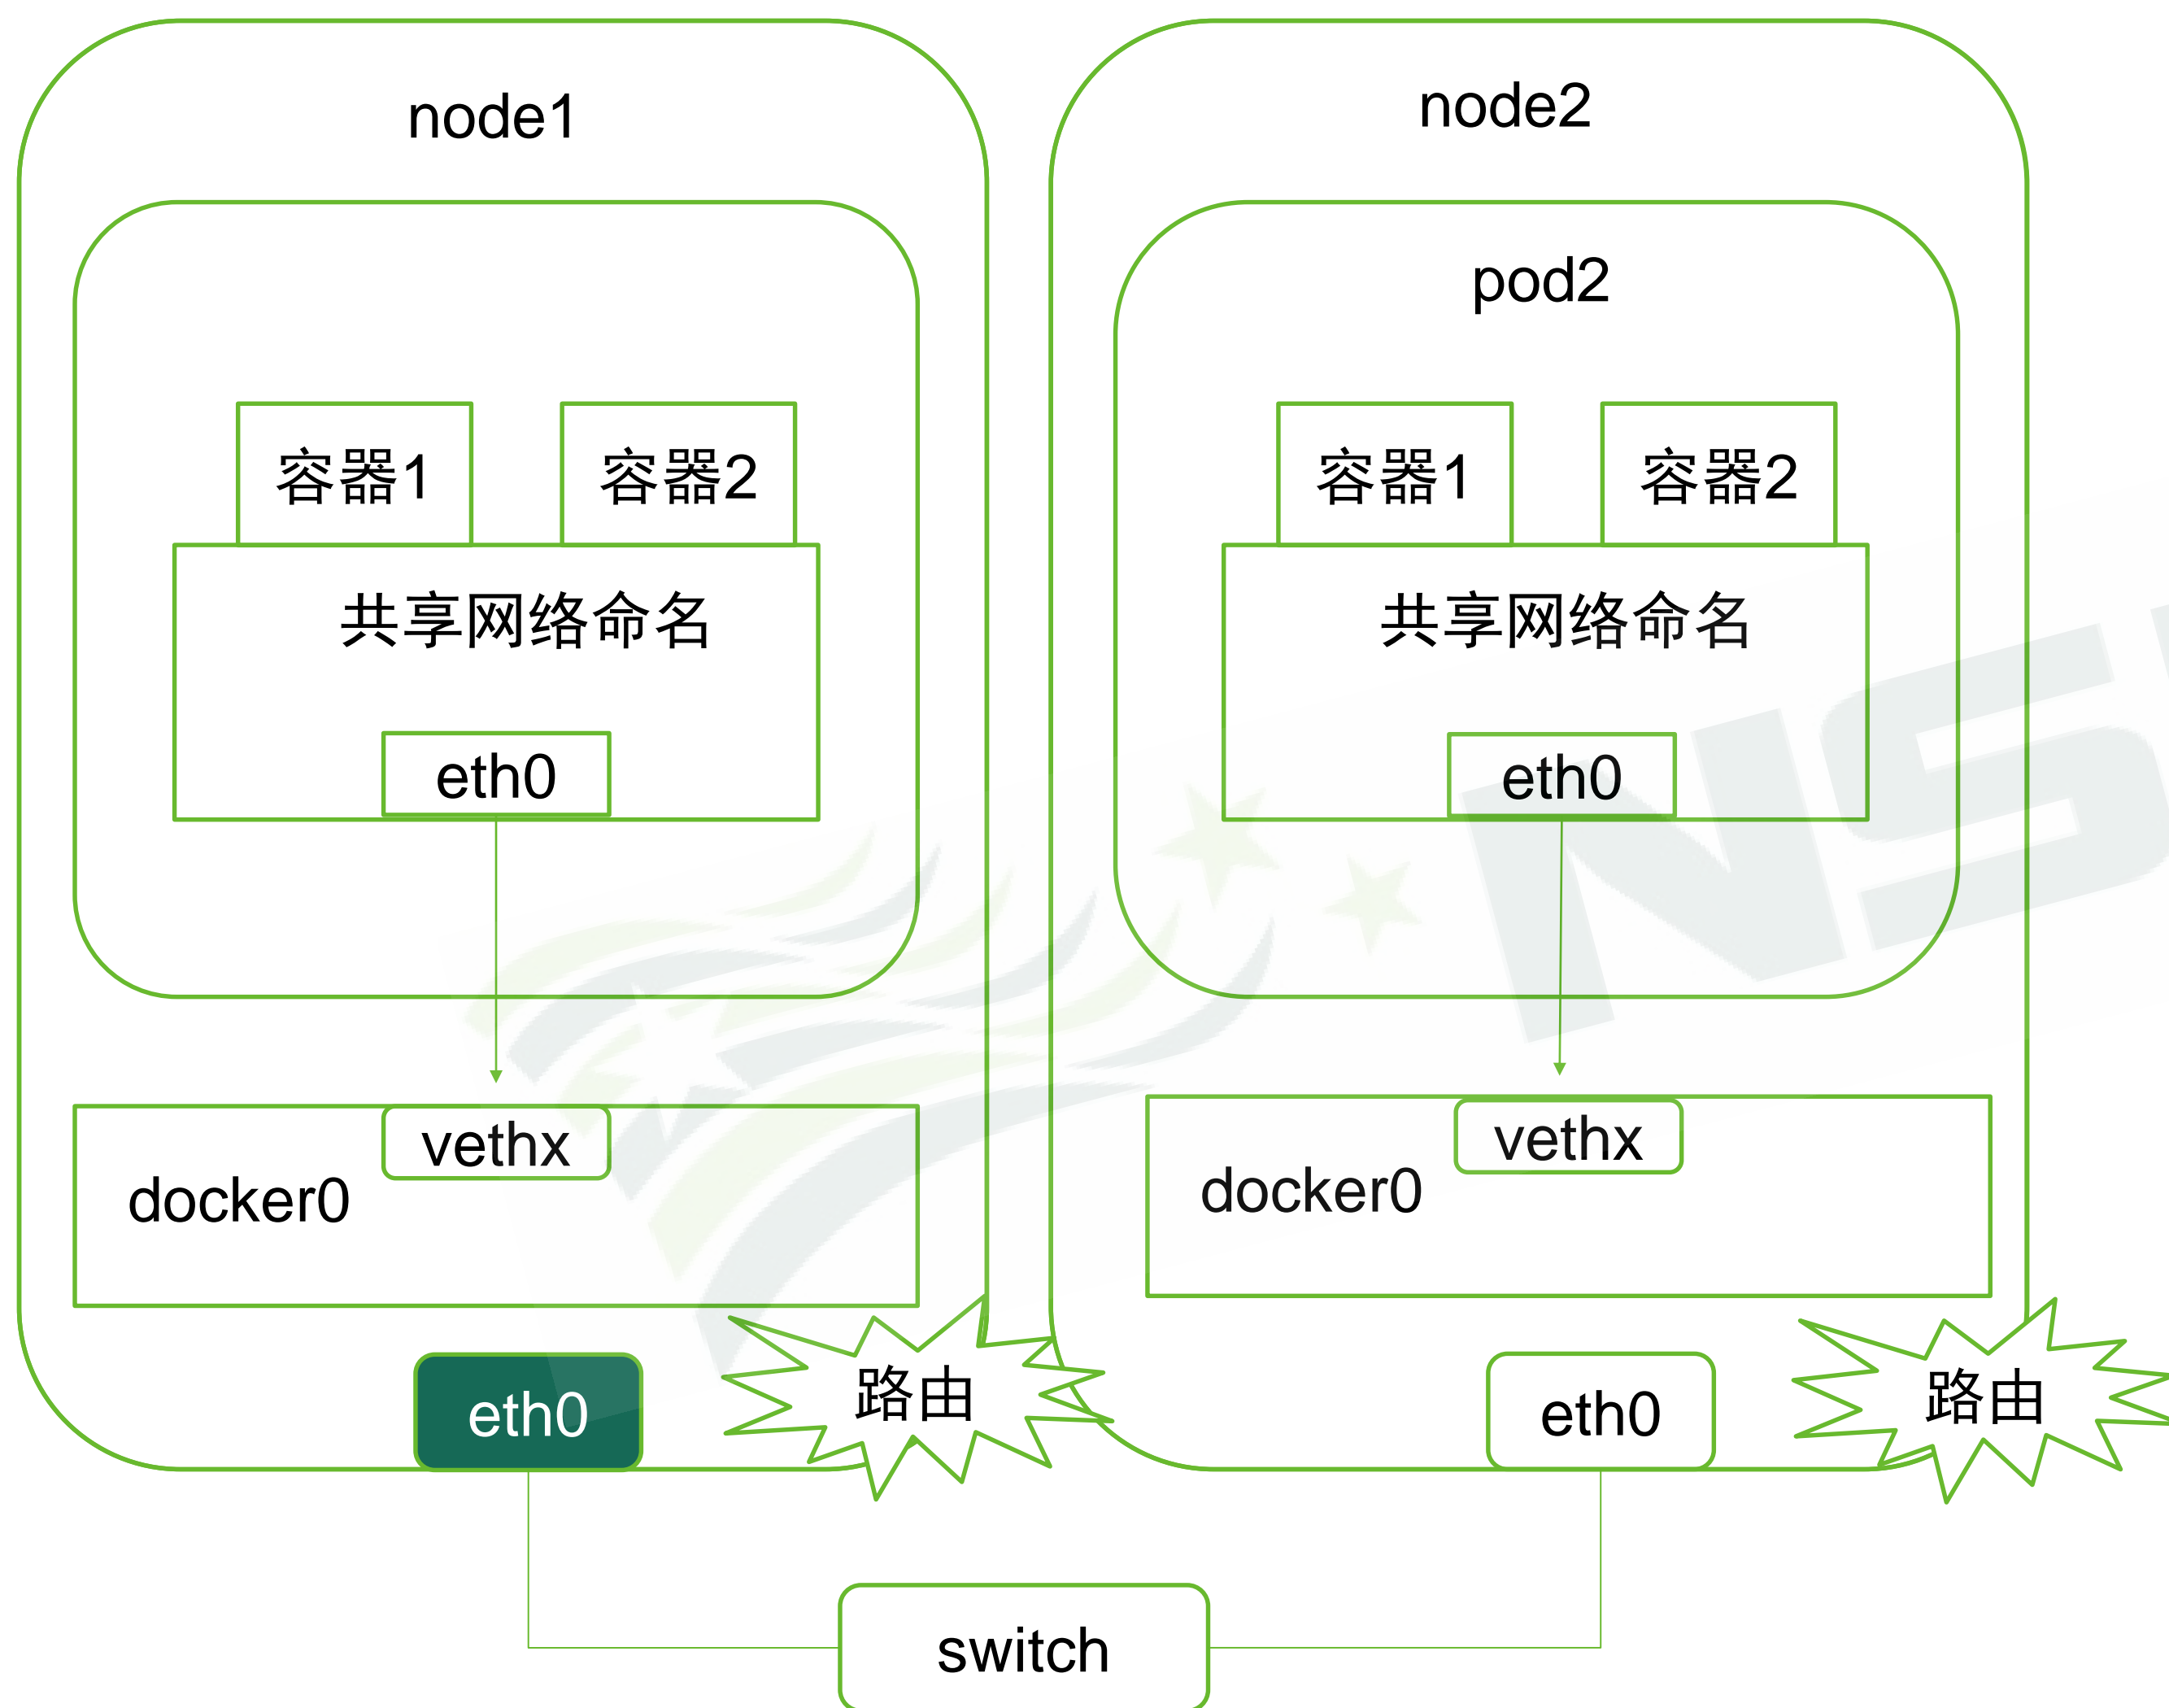 node1
容器1
容器2
共享网络命名
eth0
vethx
docker0
eth0
路由
node2
pod2
容器1
容器2
共享网络命名
eth0
vethx
docker0
eth0
路由
switch
NS